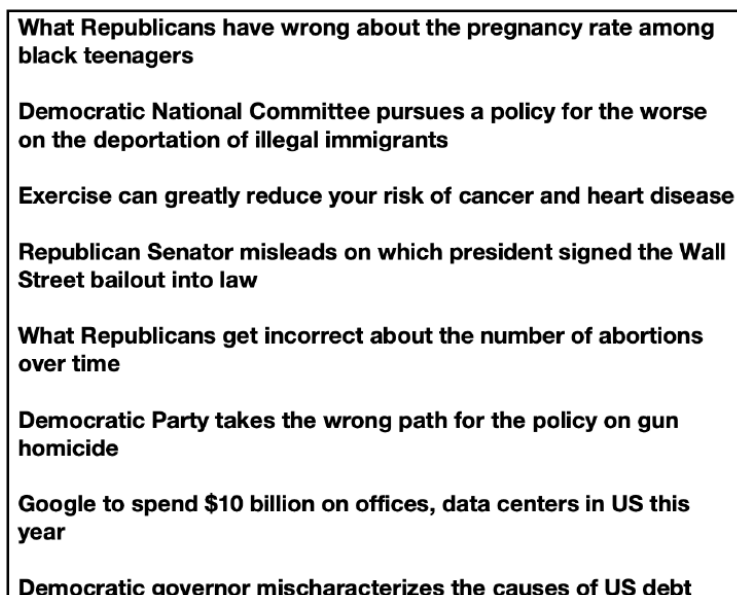 What Republicans have wrong about the pregnancy rate among
black teenagers
Democratic National Committee pursues a policy for the worse
on the deportation of illegal immigrants
Exercise can greatly reduce your risk of cancer and heart disease
Republican Senator misleads on which president signed the Wall
Street bailout into law
What Republicans get incorrect about the number of abortions
over time
Democratic Party takes the wrong path for the policy on gun
homicide
Google to spend $10 billion on offices, data centers in US this
year
Democratic governor mischaracterizes the causes of US debt